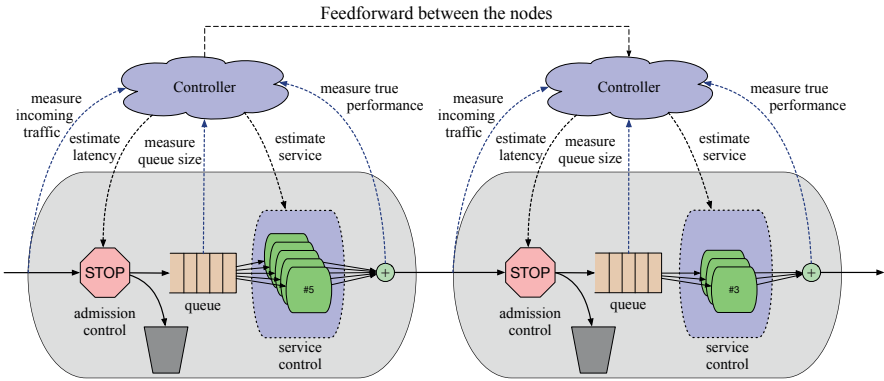 Feedforward between the nodes
Controller
measure
incoming
traffic
measure true
performance
estimate
latency
measure
queue size
estimate
service
STOP
queue
#5
admission
control
service
control
Controller
measure
incoming
traffic
measure true
performance
estimate
latency
measure
queue size
estimate
service
STOP
queue
#3
admission
control
service
control